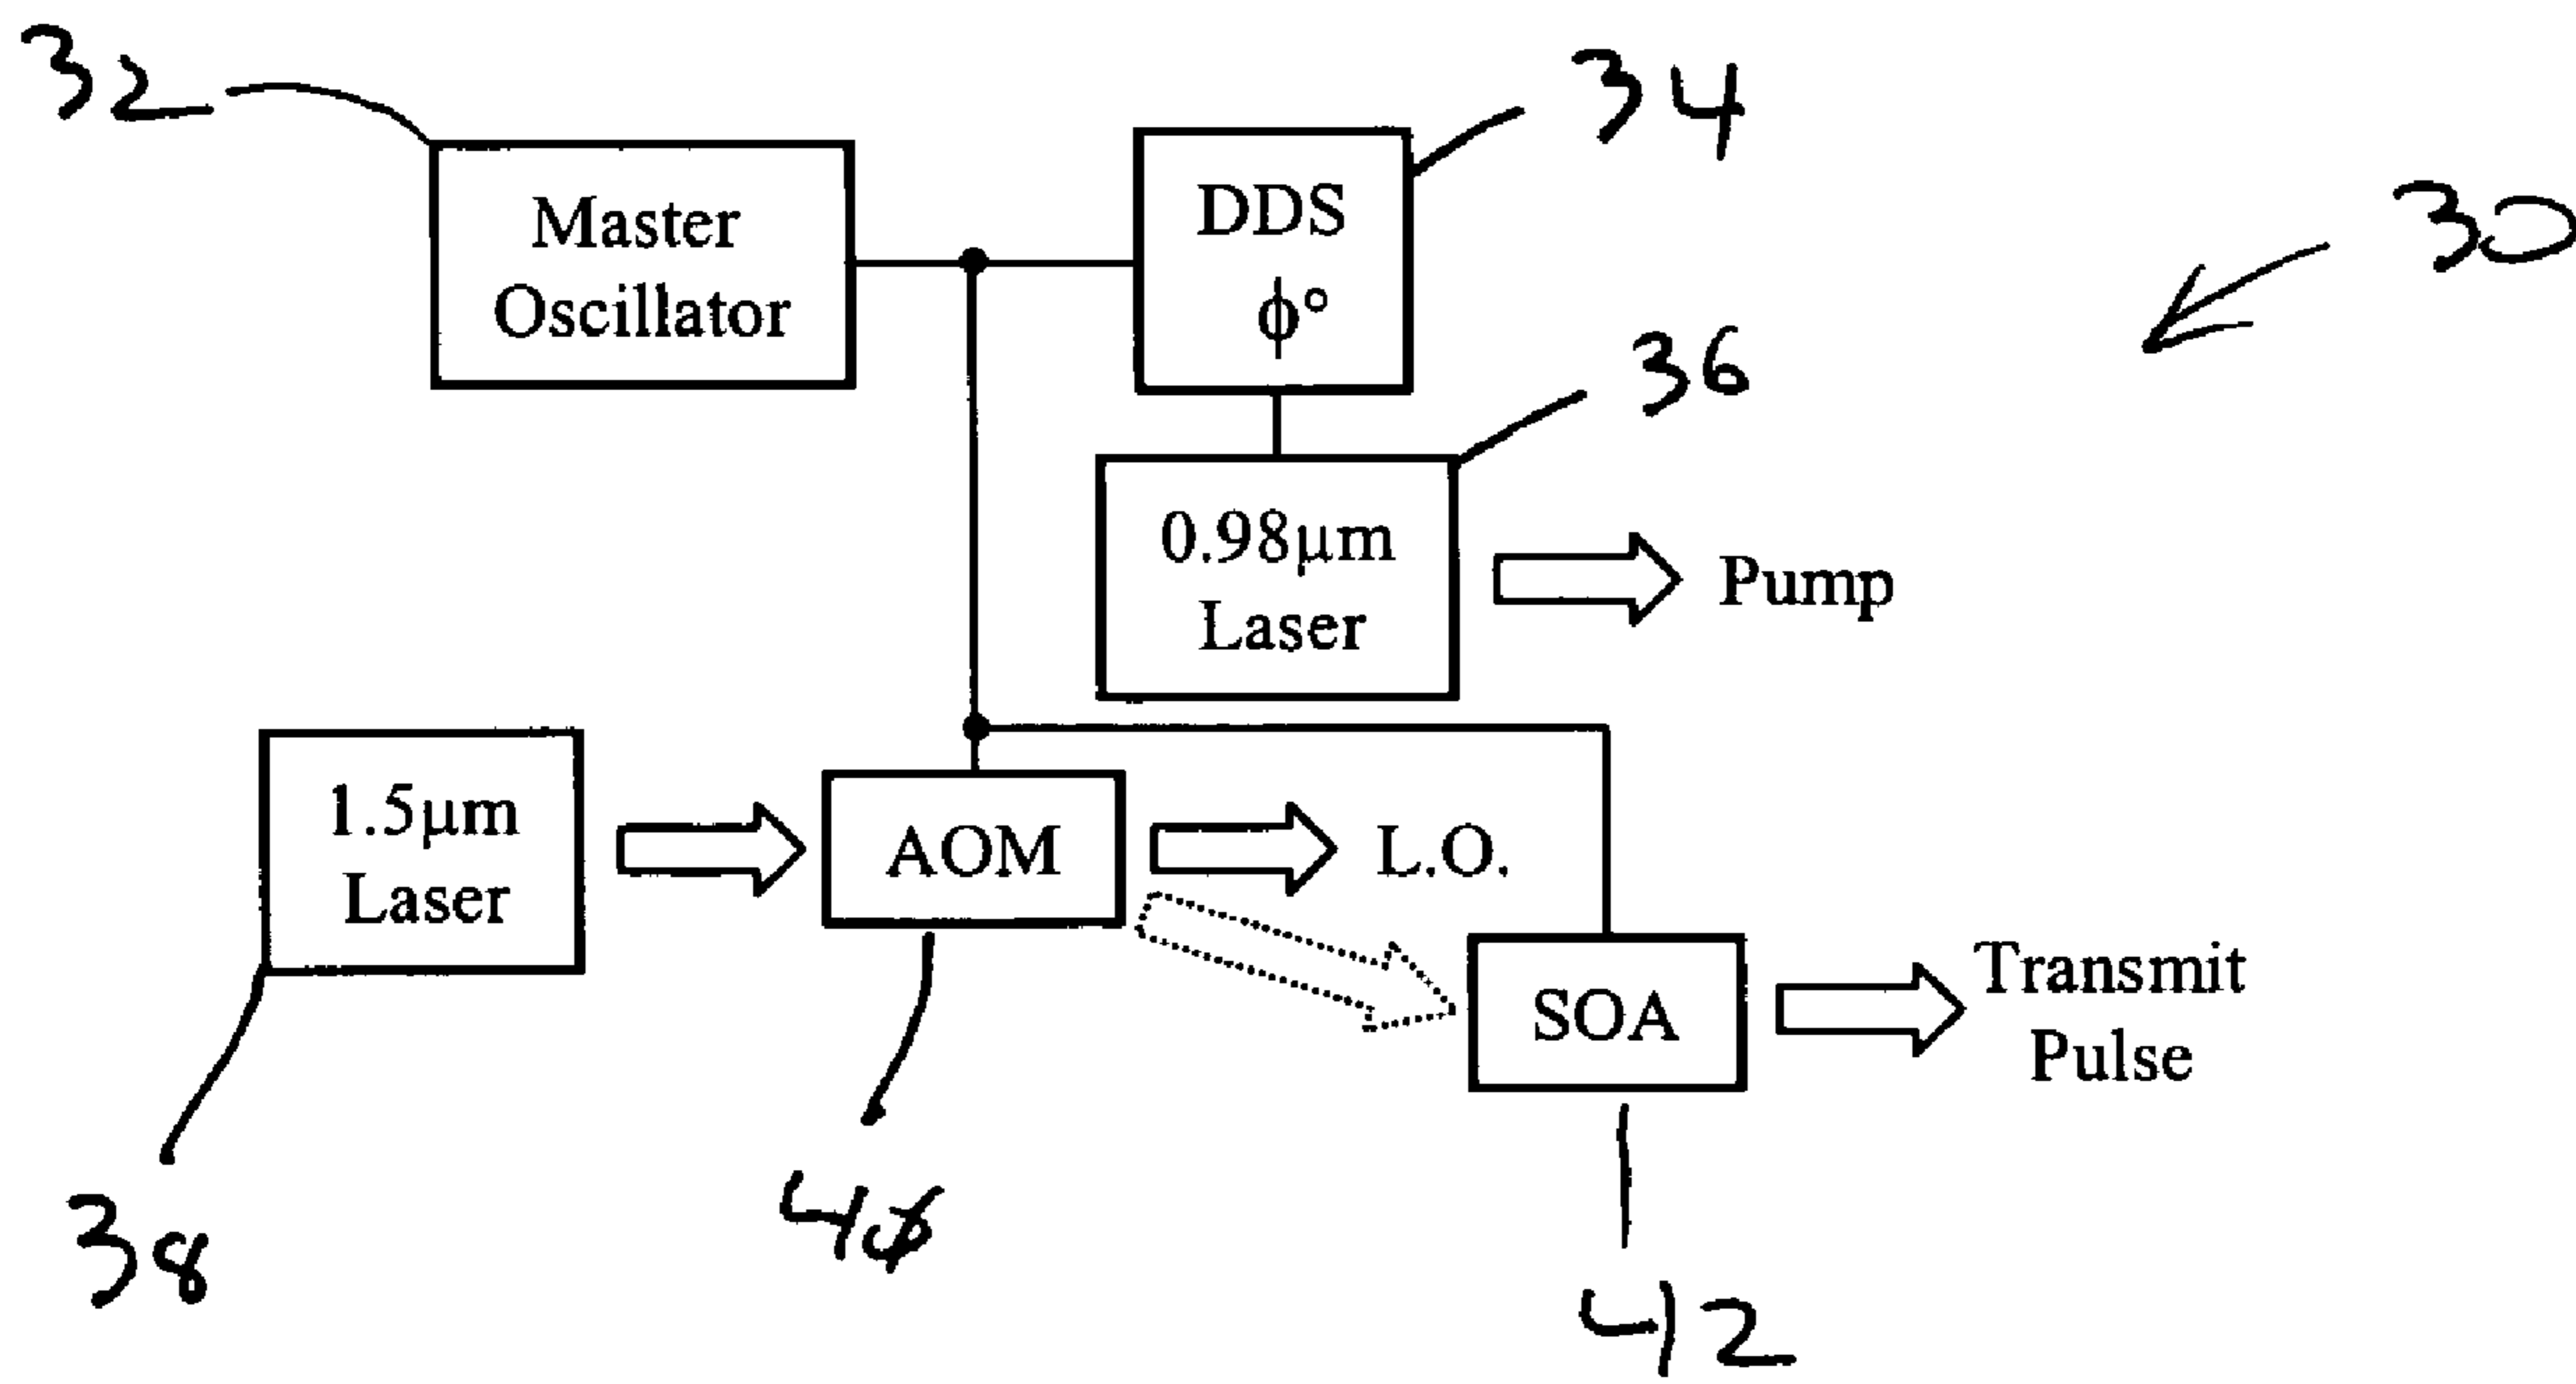 32
34
30
Master
Oscillator
DDS
ϕ°
36
0.98µm
Laser
Pump
1.5µm
Laser
AOM
L.O.
SOA
Transmit
Pulse
38
40
42